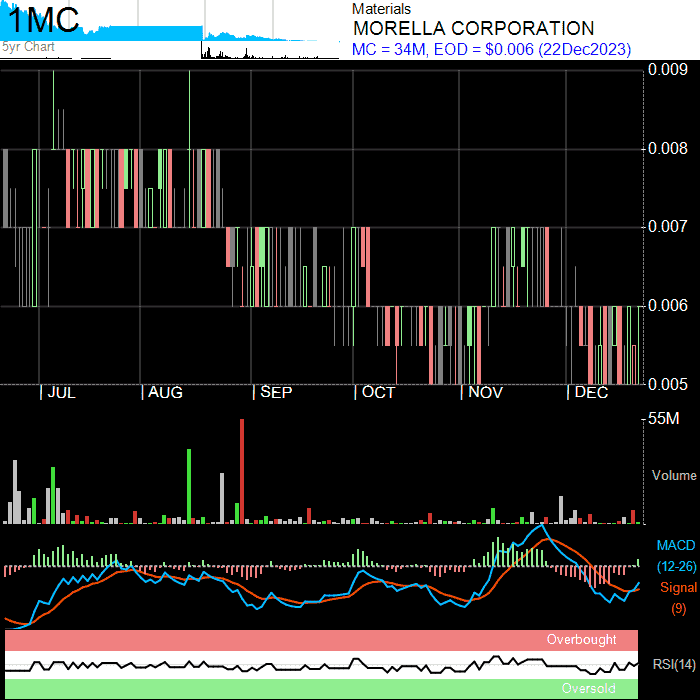 1MC
5yr Chart
Materials
MORELLA CORPORATION
MC = 34M, EOD = $0.006 (22Dec2023)
0.009
0.008
0.007
0.006
0.005
| JUL | AUG | SEP | OCT | NOV | DEC
55M
Volume
MACD
(12-26)
Signal
(9)
Overbought
RSI(14)
Oversold